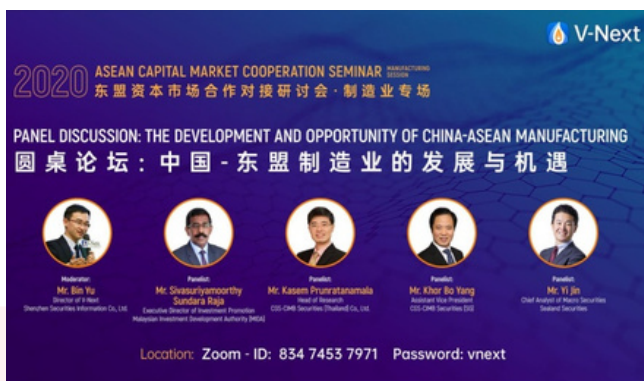 V-Next
2020 ASEAN CAPITAL MARKET COOPERATION SEMINAR MANUFACTURING SESSION
东盟资本市场合作对接研讨会·制造业专场
PANEL DISCUSSION: THE DEVELOPMENT AND OPPORTUNITY OF CHINA-ASEAN MANUFACTURING
圆桌论坛:中国-东盟制造业的发展与机遇
Moderator: Panelist: Panelist: Panelist: Panelist:
Mr. Bin Yu Mr. Sivasuriyamoorthy Mr. Kasem Prunratanamala Mr. Khor Bo Yang Mr. Yi Jin
Director of V-Next Sundara Raja Head of Research Assistant Vice President Chief Analyst of Macro Securities
Shenzhen Securities Information Co., Ltd. Executive Director of Investment Promotion CGS-CIMB Securities (Thailand) Co., Ltd. CGS-CIMB Securities (SG) Sealand Securities
Malaysian Investment Development Authority (MIDA)
Location: Zoom - ID: 834 7453 7971 Password: vnext